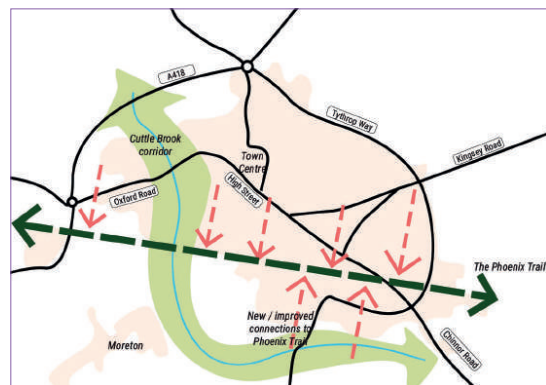 A418
Tythrop Way
Cuttle Brook
corridor
Town
Centre
Kingsey Road
Oxford Road
High Street
The Phoenix Trail
New / improved
connections to
Phoenix Trail
Moreton
Chinnor Road